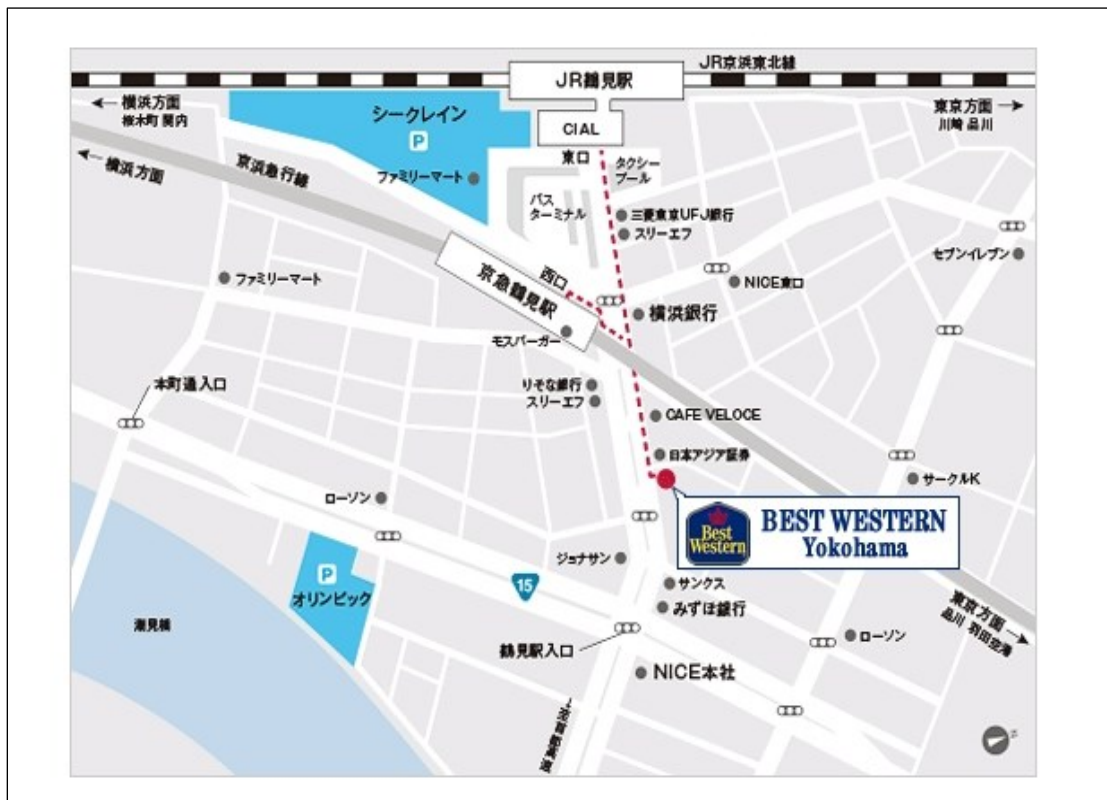 JR京浜東北線
JR鶴見駅
横浜方面
桜木町 関内
東京方面
川崎 品川
シークレイン
P
CIAL
東口
タクシー
プール
横浜方面
京浜急行線
ファミリーマート
バス
ターミナル
三菱東京UFJ銀行
スリーエフ
セブンイレブン
西口
京急鶴見駅
NICE東口
ファミリーマート
横浜銀行
モスバーガー
本町通入口
りそな銀行
スリーエフ
CAFE VELOCE
日本アジア証券
サークルK
ローソン
Best
Western
BEST WESTERN
Yokohama
ジョナサン
P
オリンピック
15
サンクス
みずほ銀行
東京方面
品川 羽田空港
潮見橋
鶴見駅入口
ローソン
NICE本社